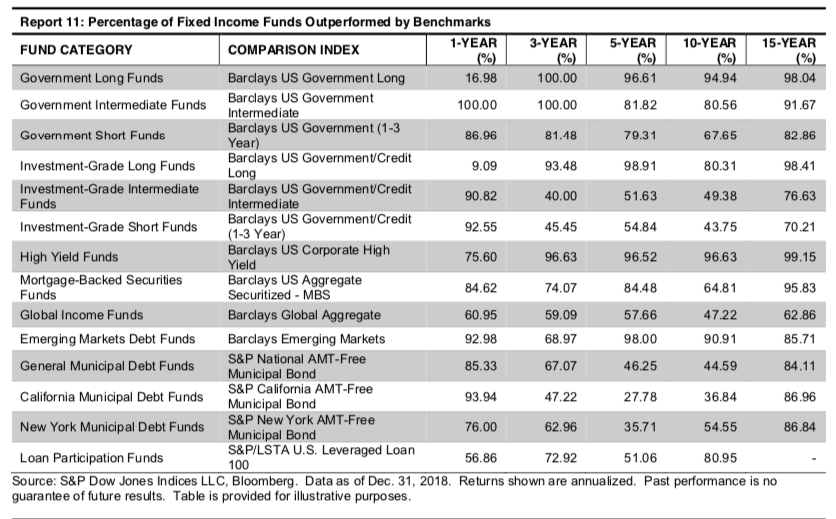 Report 11: Percentage of Fixed Income Funds Outperformed by Benchmarks
FUND CATEGORY COMPARISON INDEX 1-YEAR (%) 3-YEAR (%) 5-YEAR (%) 10-YEAR (%) 15-YEAR (%)
Government Long Funds Barclays US Government Long 16.98 100.00 96.61 94.94 98.04
Government Intermediate Funds Barclays US Government Intermediate 100.00 100.00 81.82 80.56 91.67
Government Short Funds Barclays US Government (1-3 Year) 86.96 81.48 79.31 67.65 82.86
Investment-Grade Long Funds Barclays US Government/Credit Long 9.09 93.48 98.91 80.31 98.41
Investment-Grade Intermediate Funds Barclays US Government/Credit Intermediate 90.82 40.00 51.63 49.38 76.63
Investment-Grade Short Funds Barclays US Government/Credit (1-3 Year) 92.55 45.45 54.84 43.75 70.21
High Yield Funds Barclays US Corporate High Yield 75.60 96.63 96.52 96.63 99.15
Mortgage-Backed Securities Funds Barclays US Aggregate Securitized - MBS 84.62 74.07 84.48 64.81 95.83
Global Income Funds Barclays Global Aggregate 60.95 59.09 57.66 47.22 62.86
Emerging Markets Debt Funds Barclays Emerging Markets 92.98 68.97 98.00 90.91 85.71
General Municipal Debt Funds S&P National AMT-Free Municipal Bond 85.33 67.07 46.25 44.59 84.11
California Municipal Debt Funds S&P California AMT-Free Municipal Bond 93.94 47.22 27.78 36.84 86.96
New York Municipal Debt Funds S&P New York AMT-Free Municipal Bond 76.00 62.96 35.71 54.55 86.84
Loan Participation Funds S&P/LSTA U.S. Leveraged Loan 100 56.86 72.92 51.06 80.95 -
Source: S&P Dow Jones Indices LLC, Bloomberg. Data as of Dec. 31, 2018. Returns shown are annualized. Past performance is no
guarantee of future results. Table is provided for illustrative purposes.